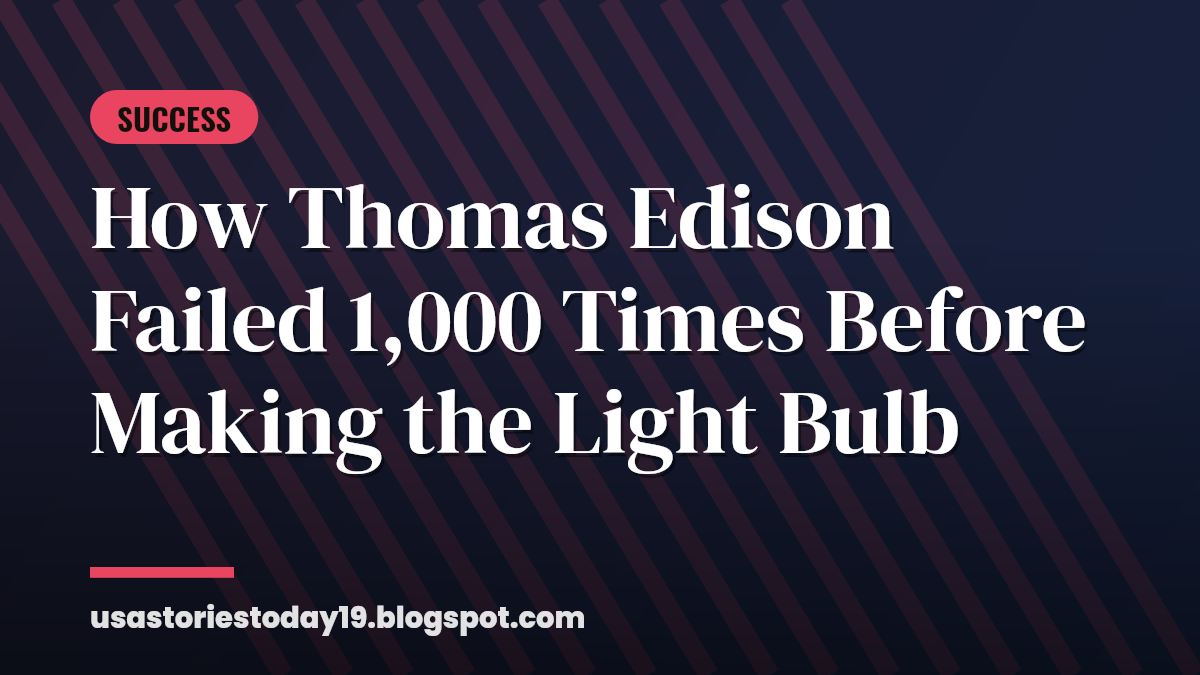 SUCCESS
How Thomas Edison
Failed 1,000 Times Before
Making the Light Bulb
usastoriestoday19.blogspot.com